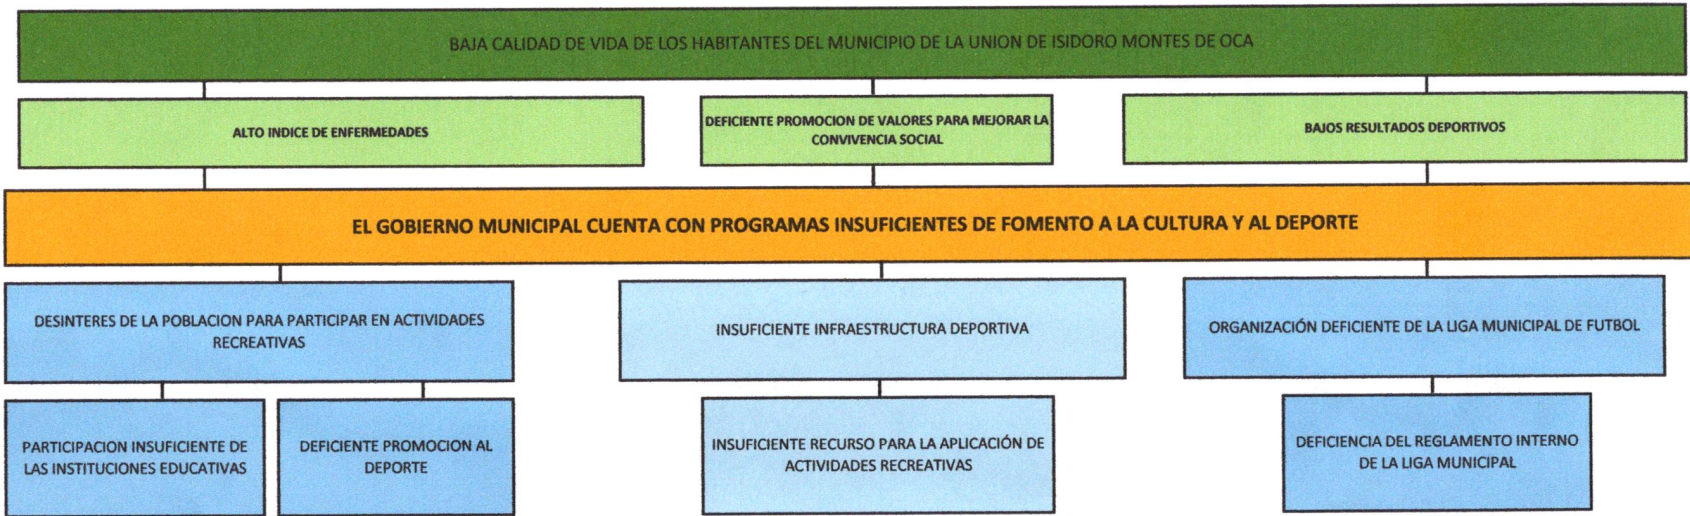 BAJA CALIDAD DE VIDA DE LOS HABITANTES DEL MUNICIPIO DE LA UNION DE ISIDORO MONTES DE OCA
ALTO INDICE DE ENFERMEDADES
DEFICIENTE PROMOCION DE VALORES PARA MEJORAR LA
CONVIVENCIA SOCIAL
BAJOS RESULTADOS DEPORTIVOS
EL GOBIERNO MUNICIPAL CUENTA CON PROGRAMAS INSUFICIENTES DE FOMENTO A LA CULTURA Y AL DEPORTE
DESINTERES DE LA POBLACION PARA PARTICIPAR EN ACTIVIDADES
RECREATIVAS
INSUFICIENTE INFRAESTRUCTURA DEPORTIVA
ORGANIZACIÓN DEFICIENTE DE LA LIGA MUNICIPAL DE FUTBOL
PARTICIPACION INSUFICIENTE DE
LAS INSTITUCIONES EDUCATIVAS
DEFICIENTE PROMOCION AL
DEPORTE
INSUFICIENTE RECURSO PARA LA APLICACIÓN DE
ACTIVIDADES RECREATIVAS
DEFICIENCIA DEL REGLAMENTO INTERNO
DE LA LIGA MUNICIPAL